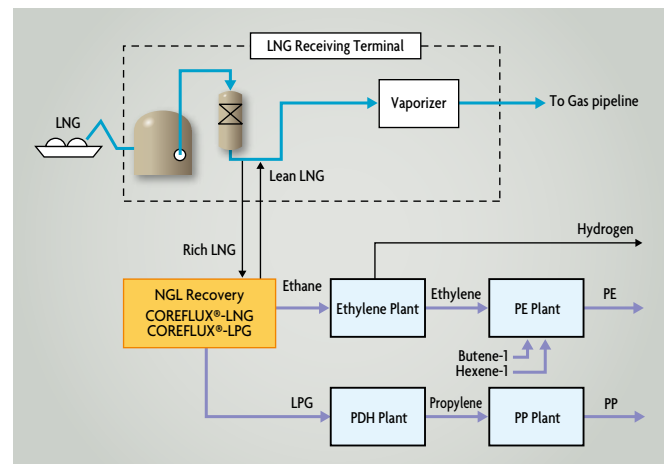 LNG Receiving Terminal
LNG
Vaporizer
To Gas pipeline
Lean LNG
Rich LNG
Hydrogen
NGL Recovery
COREFLUX®-LNG
COREFLUX®-LPG
Ethane
Ethylene Plant
Ethylene
PE Plant
PE
Butene-1
Hexene-1
LPG
PDH Plant
Propylene
PP Plant
PP